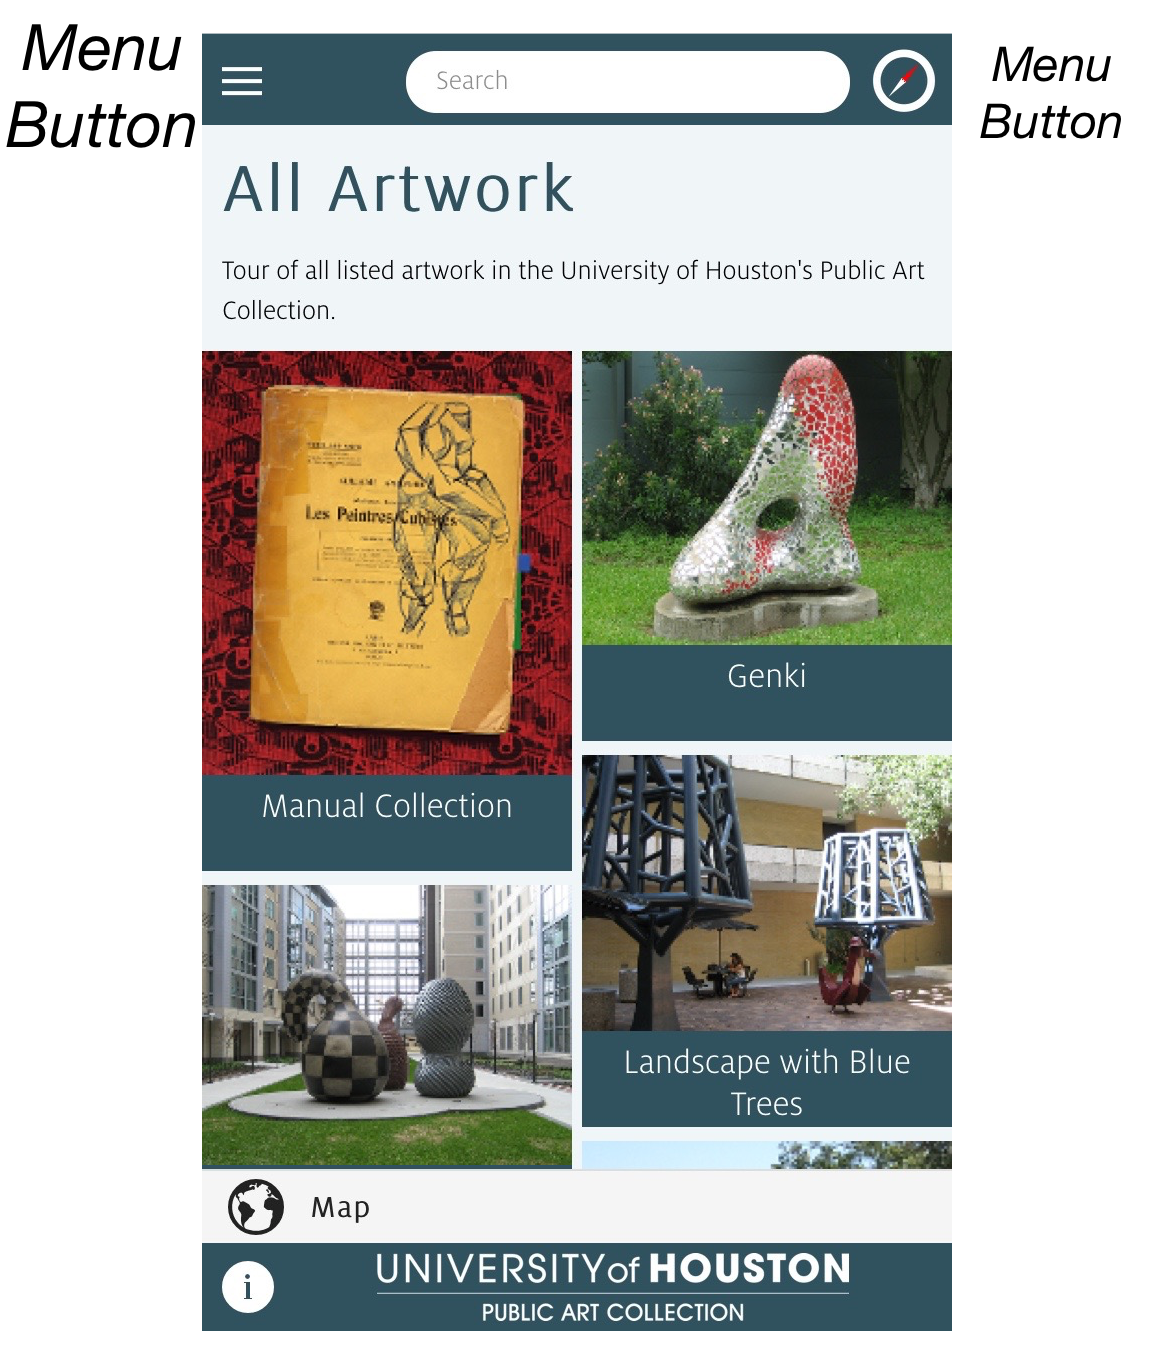 Menu
Button
Search
Menu
Button
All Artwork
Tour of all listed artwork in the University of Houston's Public Art
Collection.
Les Peintres Cubistes
Manual Collection
Genki
Landscape with Blue
Trees
Map
i
UNIVERSITY of HOUSTON
PUBLIC ART COLLECTION